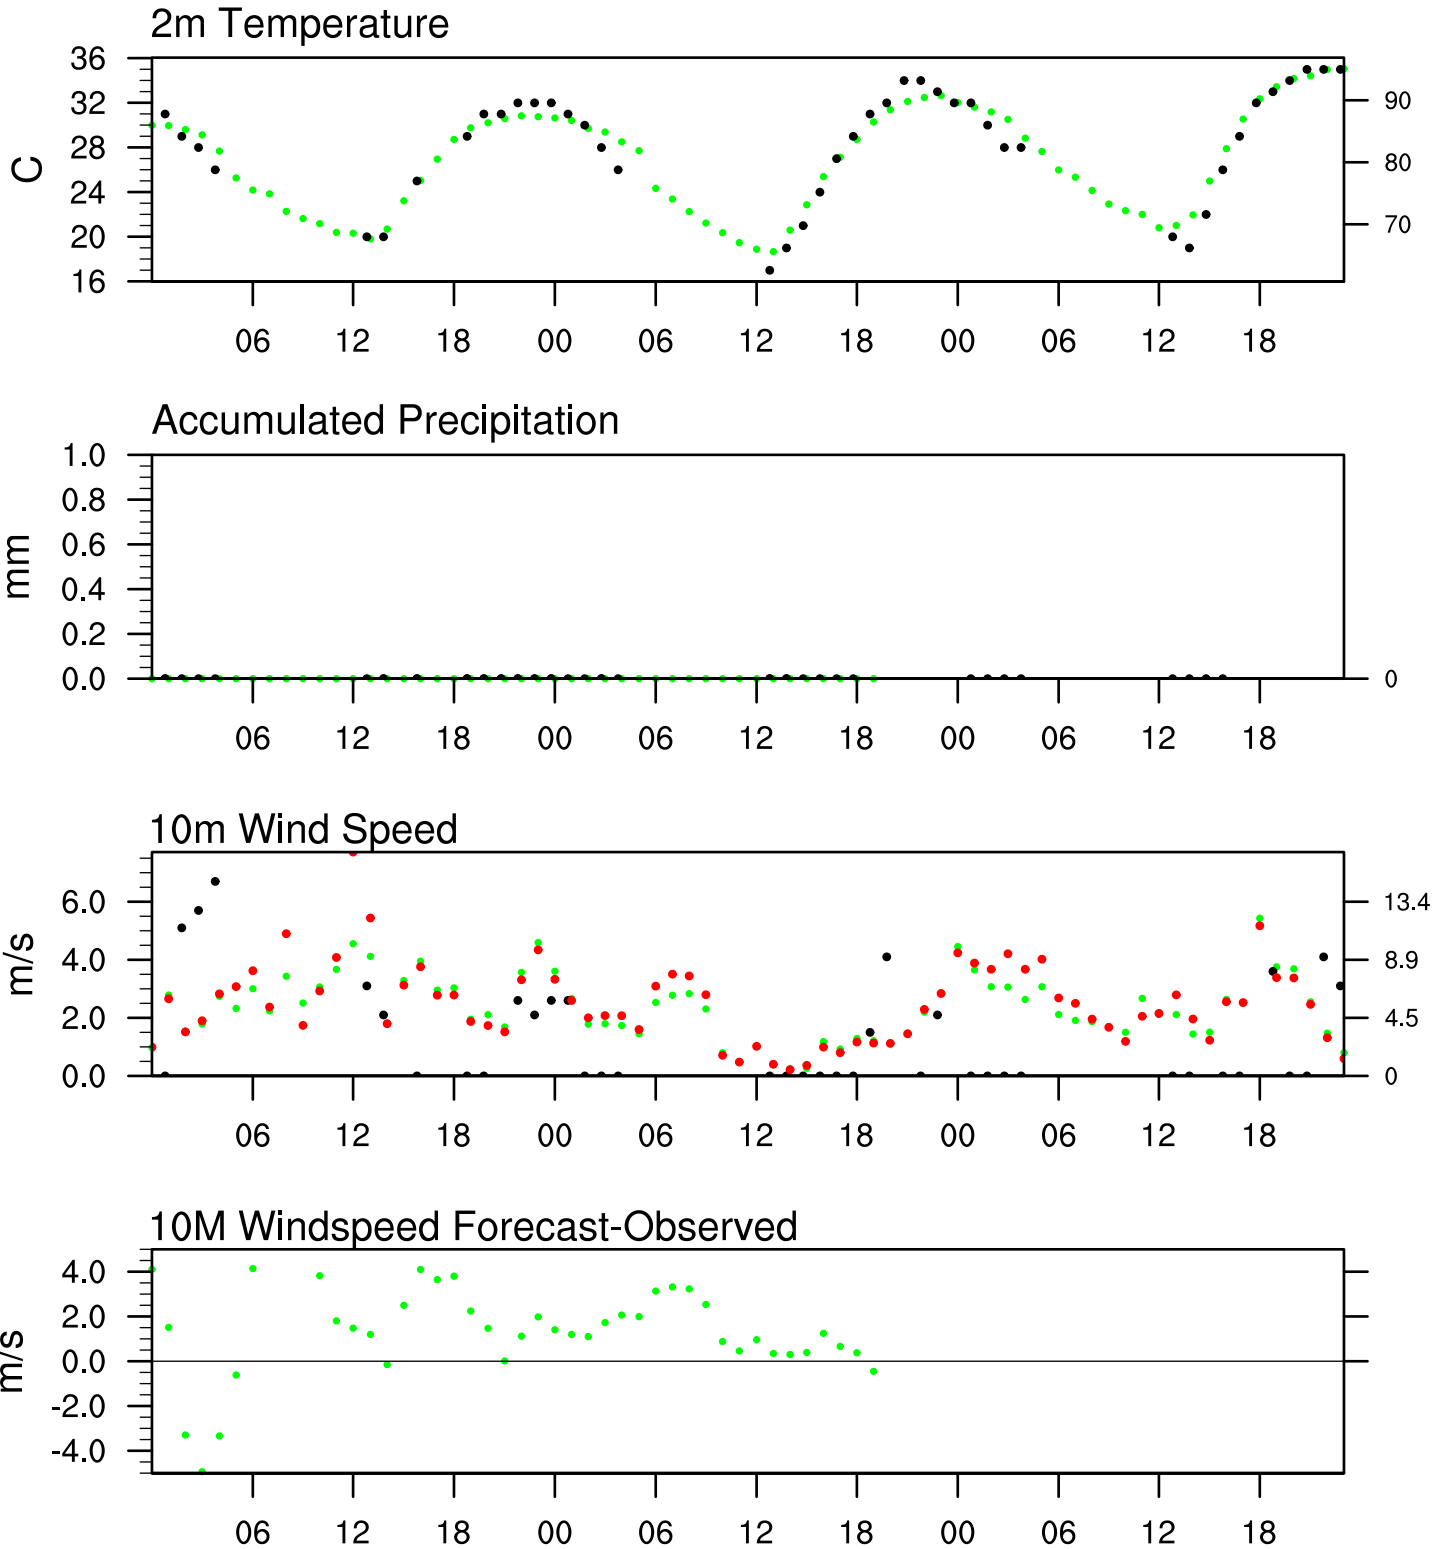 2m Temperature
36
32
28
24
20
16
C
90
80
70
06 12 18 00 06 12 18 00 06 12 18
Accumulated Precipitation
1.0
0.8
0.6
0.4
0.2
0.0
mm
0
06 12 18 00 06 12 18 00 06 12 18
10m Wind Speed
6.0
4.0
2.0
0.0
m/s
13.4
8.9
4.5
0
06 12 18 00 06 12 18 00 06 12 18
10M Windspeed Forecast-Observed
4.0
2.0
0.0
-2.0
-4.0
m/s
06 12 18 00 06 12 18 00 06 12 18